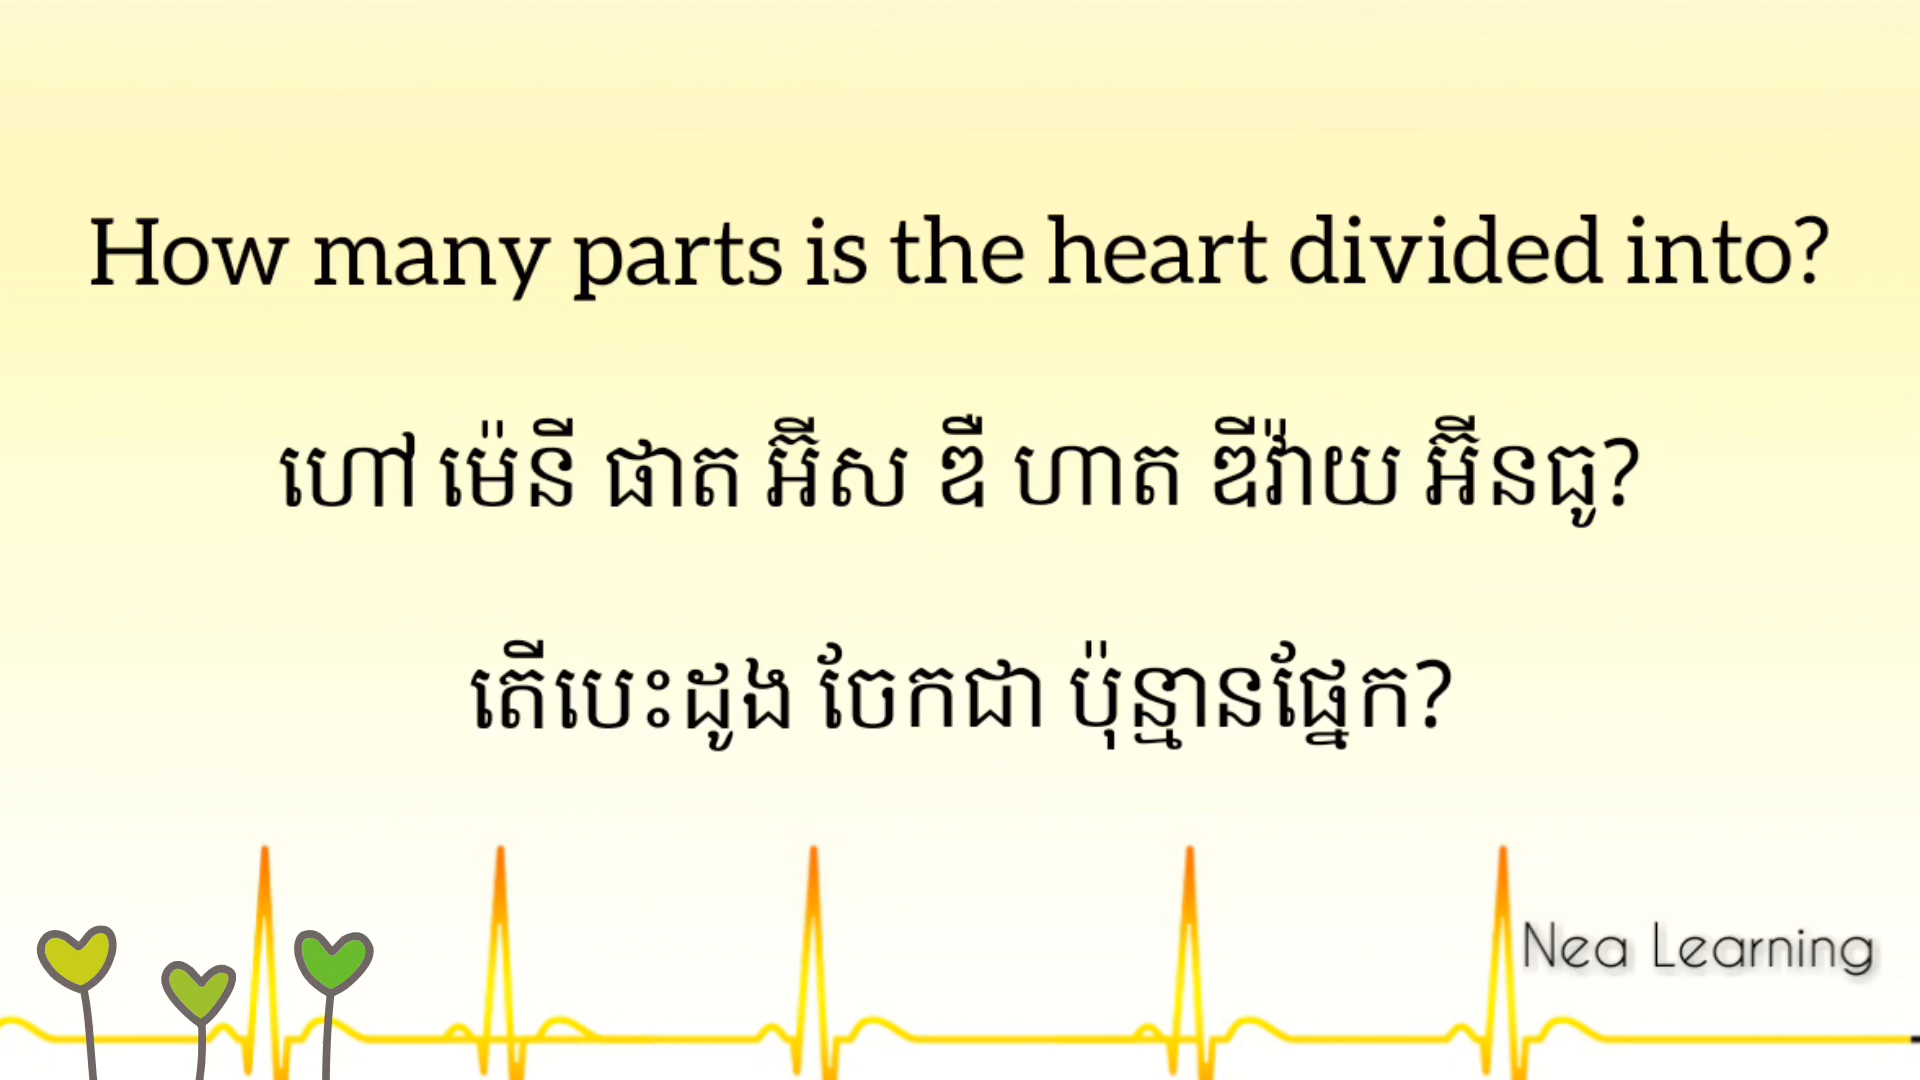 How many parts is the heart divided into?
ហៅ ម៉េនី ផាត អ៊ីស ឌឺ ហាត ឌីវ៉ាយ អ៊ីនធូ?
តើបេះដូង ចែកជា ប៉ុន្មានផ្នែក?
Nea Learning